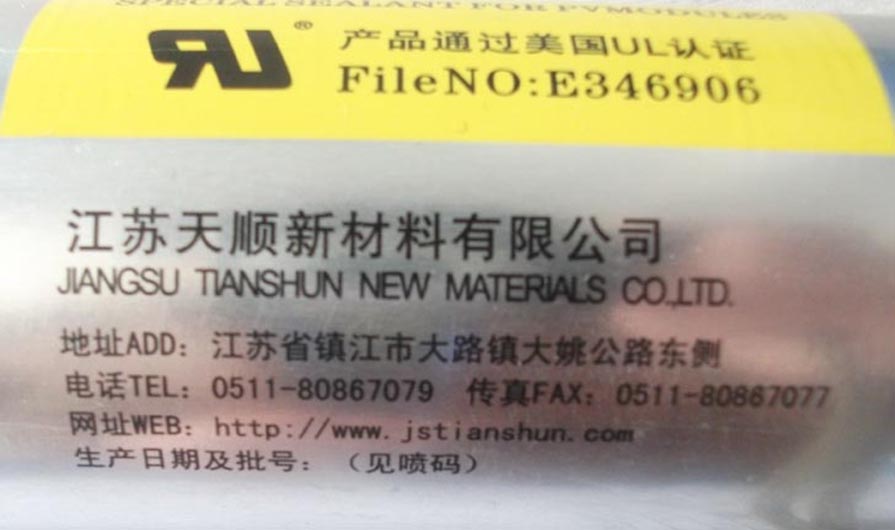 SPECIAL SEALANT FOR PVMODULES
® 产品通过美国UL认证
FileNO:E346906
江苏天顺新材料有限公司
JIANGSU TIANSHUN NEW MATERiALS CO.,LTD.
地址ADD：江苏省镇江市大路镇大姚公路东侧
电话TEL：0511-80867079 传真FAX：0511-80867077
网址WEB：http://www.jstianshun.com
生产日期及批号：（见喷码）